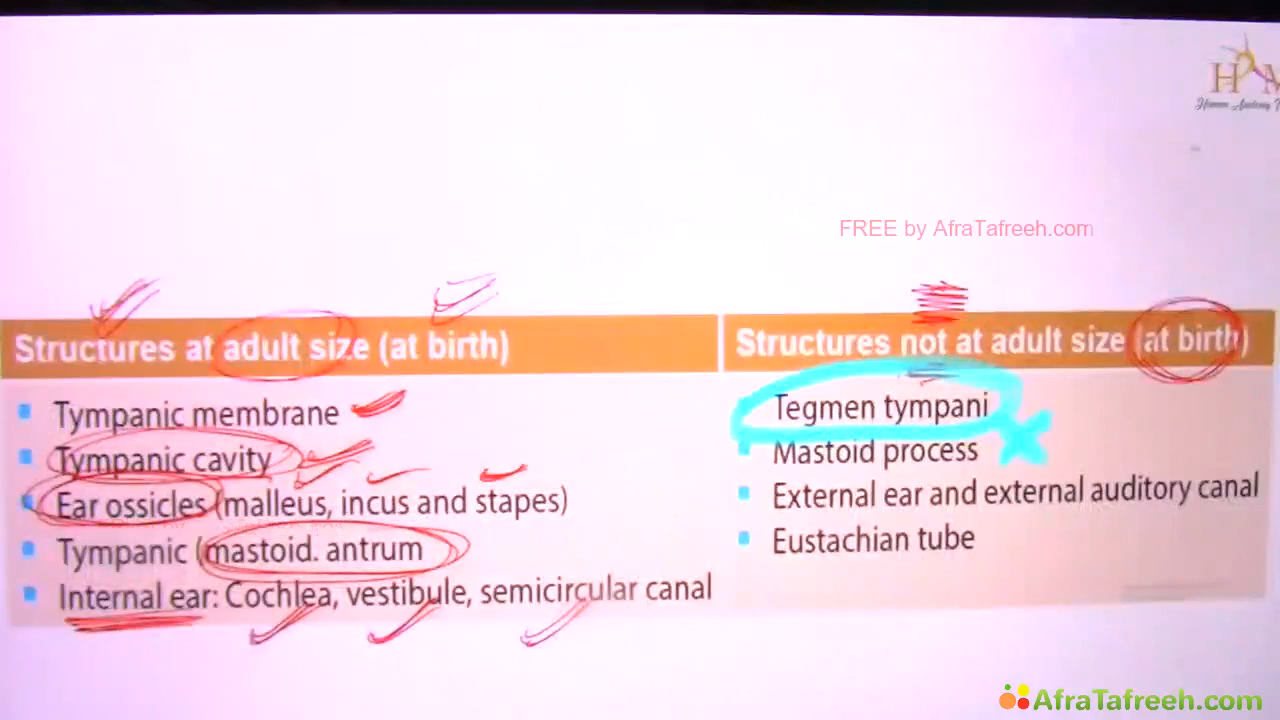 H M
FREE by AfraTafreeh.com
Structures at adult size (at birth)
Tympanic membrane
Tympanic cavity
Ear ossicles (malleus, incus and stapes)
Tympanic (mastoid. antrum
Internal ear: Cochlea, vestibule, semicircular canal
Structures not at adult size (at birth)
Tegmen tympani
Mastoid process
External ear and external auditory canal
Eustachian tube
AfraTafreeh.com